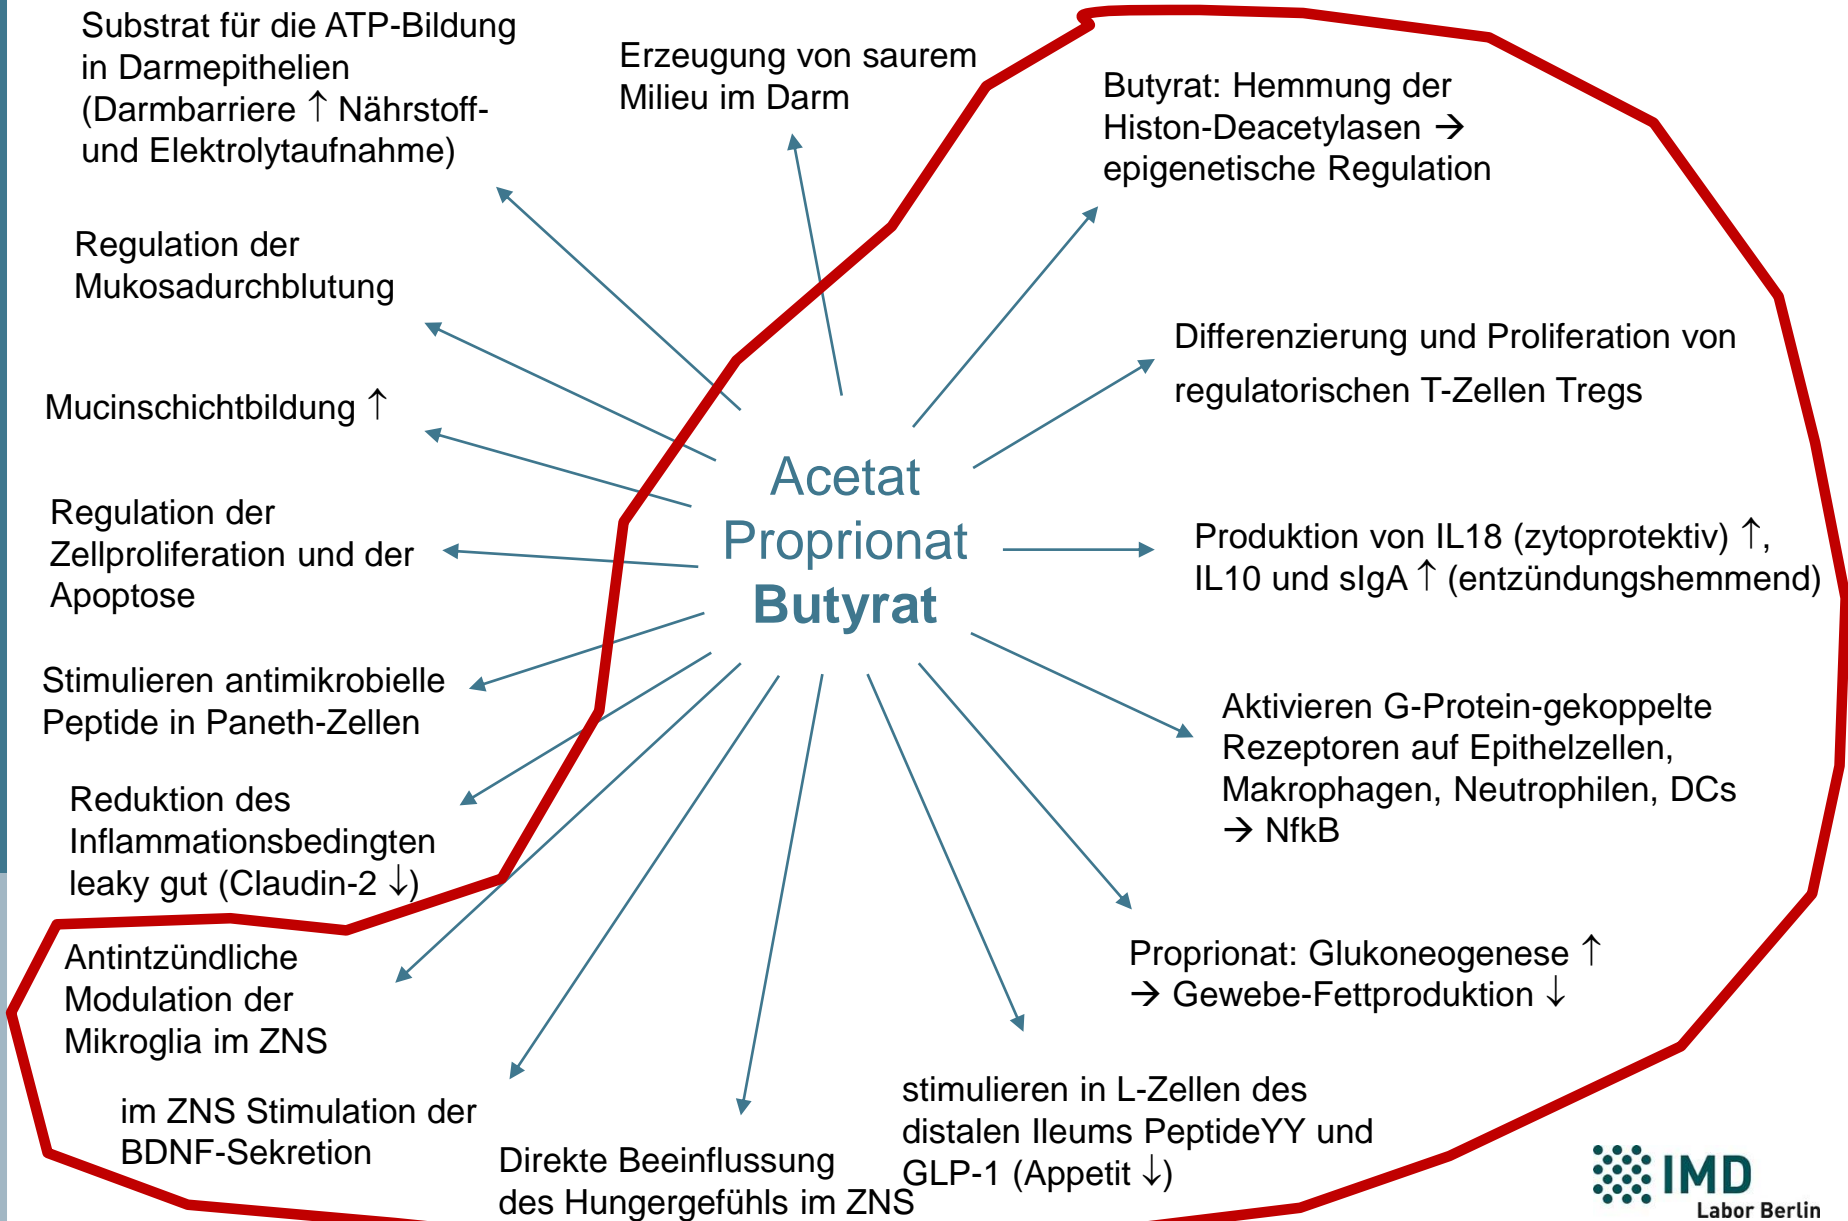 Substrat für die ATP-Bildung
in Darmepithelien
(Darmbarriere ↑ Nährstoff-
und Elektrolytaufnahme)
Erzeugung von saurem
Milieu im Darm
Butyrat: Hemmung der
Histon-Deacetylasen →
epigenetische Regulation
Regulation der
Mukosadurchblutung
Differenzierung und Proliferation von
regulatorischen T-Zellen Tregs
Mucinschichtbildung ↑
Acetat
Proprionat
Butyrat
Regulation der
Zellproliferation und der
Apoptose
Produktion von IL18 (zytoprotektiv) ↑,
IL10 und sIgA ↑ (entzündungshemmend)
Stimulieren antimikrobielle
Peptide in Paneth-Zellen
Aktivieren G-Protein-gekoppelte
Rezeptoren auf Epithelzellen,
Makrophagen, Neutrophilen, DCs
→ NfkB
Reduktion des
Inflammationsbedingten
leaky gut (Claudin-2 ↓)
Antintzündliche
Modulation der
Mikroglia im ZNS
Proprionat: Glukoneogenese ↑
→ Gewebe-Fettproduktion ↓
im ZNS Stimulation der
BDNF-Sekretion
Direkte Beeinflussung
des Hungergefühls im ZNS
stimulieren in L-Zellen des
distalen Ileums PeptideYY und
GLP-1 (Appetit ↓)
IMD
Labor Berlin